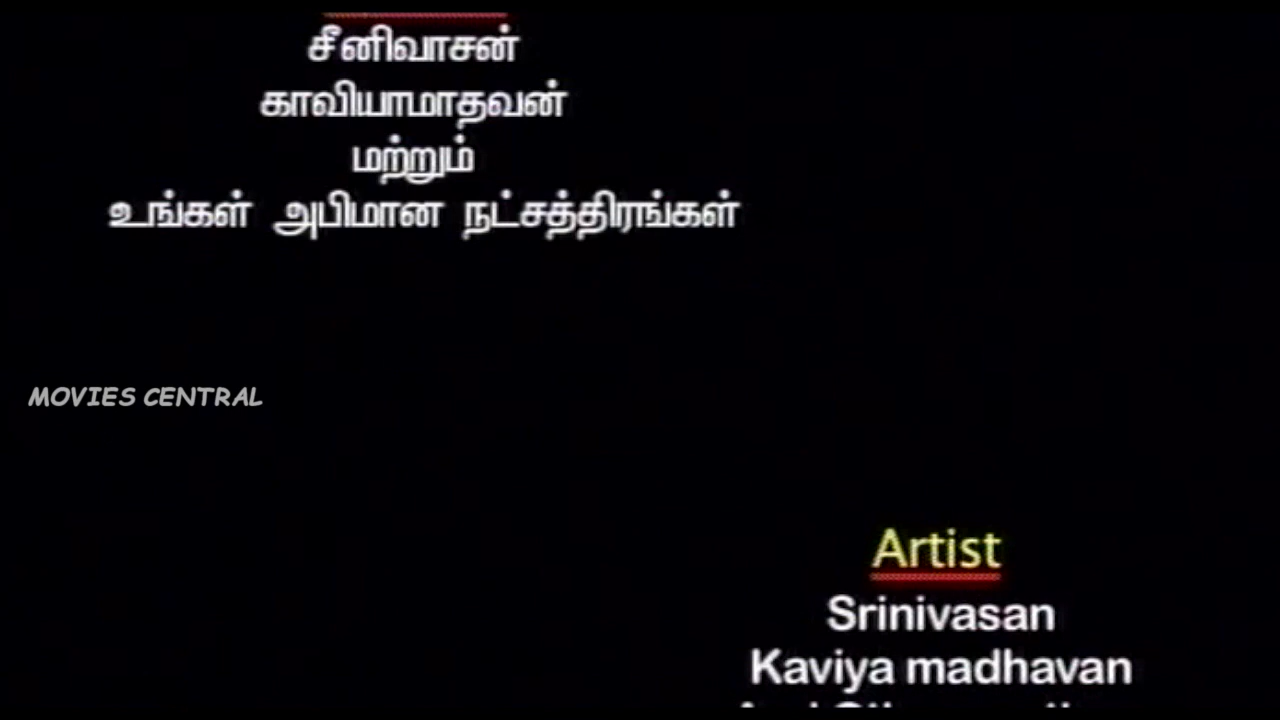 சீனிவாசன்
காவியாமாதவன்
மற்றும்
உங்கள் அபிமான நட்சத்திரங்கள்
MOVIES CENTRAL
Artist
Srinivasan
Kaviya madhavan